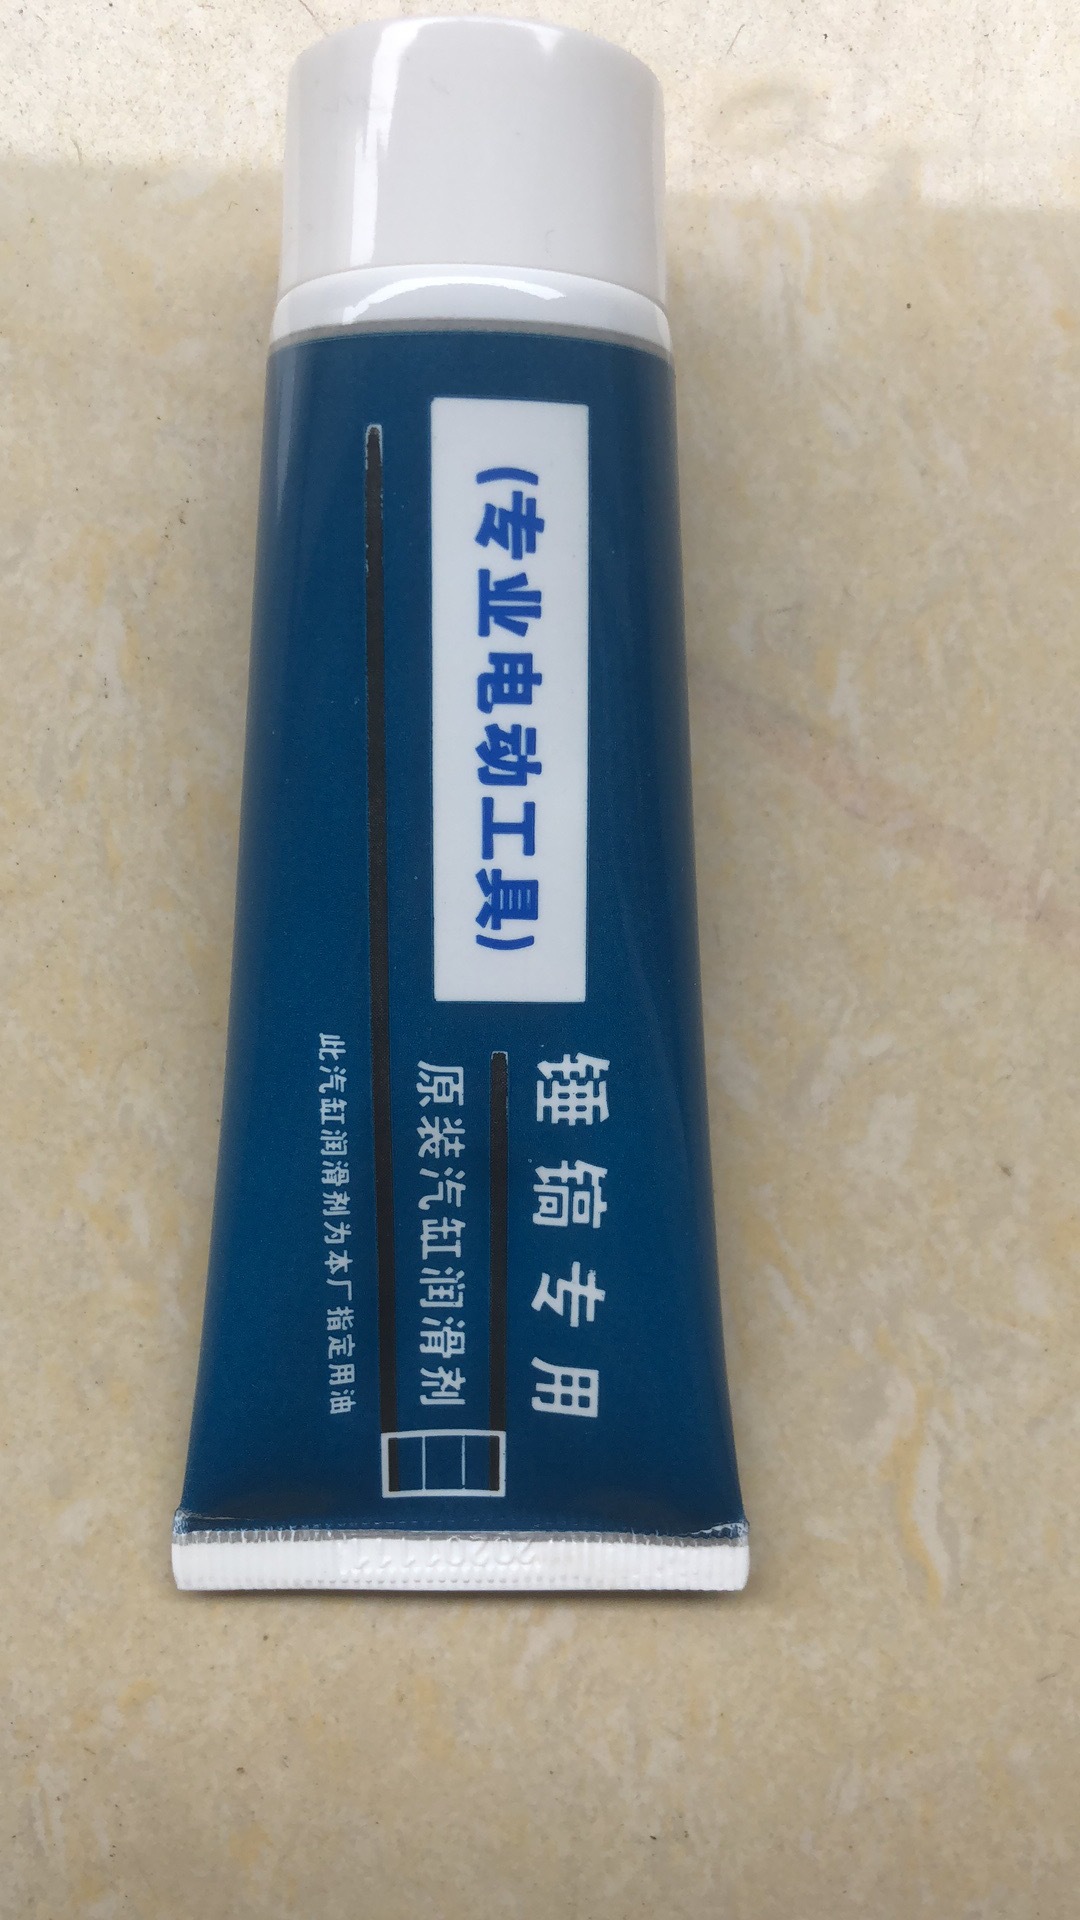 (专业电动工具)
锤镐专用
原装汽缸润滑剂
此汽缸润滑剂为本厂指定用油